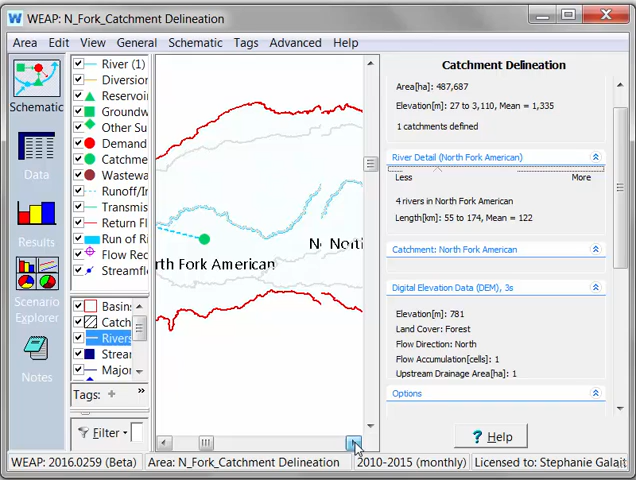 WEAP: N_Fork_Catchment Delineation
Area Edit View General Schematic Tags Advanced Help
Schematic
Data
Results
Scenario
Explorer
Notes
River (1)
Diversion
Reservoi
Groundw
Other Su
Demand
Catchme
Wastewa
Runoff/In
Transmis
Return Fl
Run of Ri
Flow Req
Streamfl
Basins
Catch
Rivers
Stream
Major
Tags: + »
Filter
rth Fork American
Catchment Delineation
Area[ha]: 487,687
Elevation[m]: 27 to 3,110, Mean = 1,335
1 catchments defined
River Detail (North Fork American)
Less More
4 rivers in North Fork American
Length[km]: 55 to 174, Mean = 122
Catchment: North Fork American
Digital Elevation Data (DEM), 3s
Elevation[m]: 781
Land Cover: Forest
Flow Direction: North
Flow Accumulation[cells]: 1
Upstream Drainage Area[ha]: 1
Options
? Help
WEAP: 2016.0259 (Beta) Area: N_Fork_Catchment Delineation 2010-2015 (monthly) Licensed to: Stephanie Galait